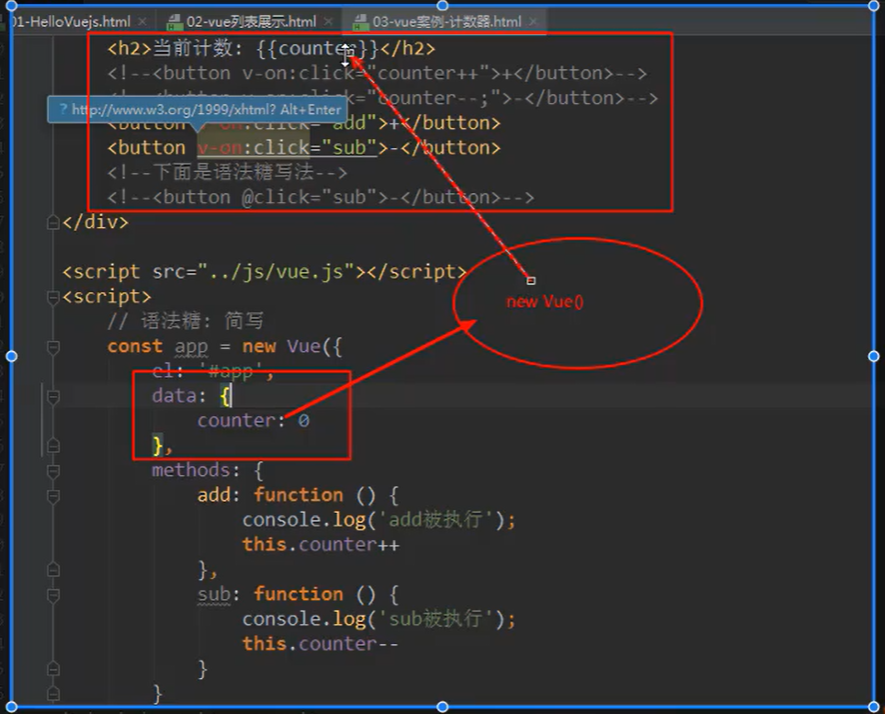 01-HelloVuejs.html × 02-vue列表展示.html × 03-vue案例-计数器.html ×
<h2>当前计数: {{counter}}</h2>
<!--<button v-on:click="counter++">+</button>-->
"counter--;">-</button>-->
? http://www.w3.org/1999/xhtml? Alt+Enter
<button v-on:click="add">+</button>
<button v-on:click="sub">-</button>
<!--下面是语法糖写法-->
<!--<button @click="sub">-</button>-->
</div>
<script src="../js/vue.js"></script>
<script>
new Vue()
// 语法糖: 简写
const app = new Vue({
el: '#app',
data: {
counter: 0
},
methods: {
add: function () {
console.log('add被执行');
this.counter++
},
sub: function () {
console.log('sub被执行');
this.counter--
}
}